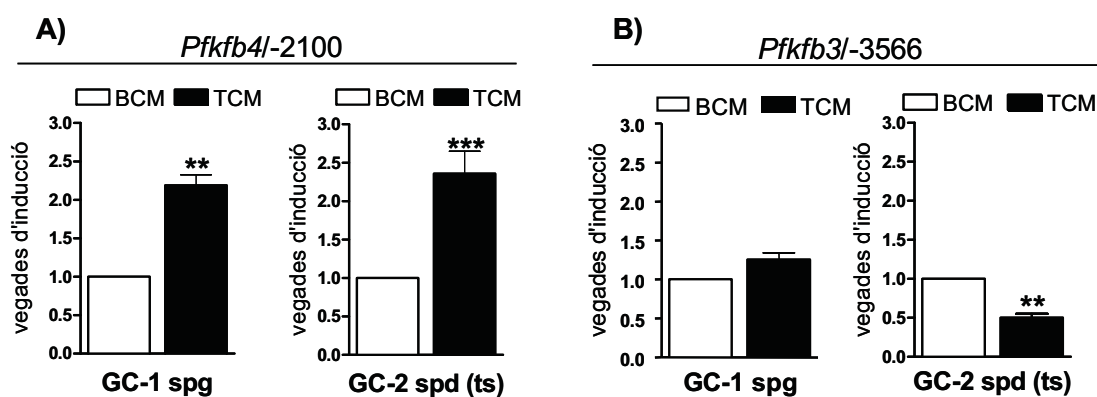 A)
Pfkfb4/-2100
BCM TCM
vegades d'inducció
3.0
2.5
2.0
1.5
1.0
0.5
0.0
**
GC-1 spg
BCM TCM
3.0
2.5
2.0
1.5
1.0
0.5
0.0
***
GC-2 spd (ts)
B)
Pfkfb3/-3566
BCM TCM
vegades d'inducció
3.0
2.5
2.0
1.5
1.0
0.5
0.0
GC-1 spg
BCM TCM
vegades d'inducció
3.0
2.5
2.0
1.5
1.0
0.5
0.0
**
GC-2 spd (ts)